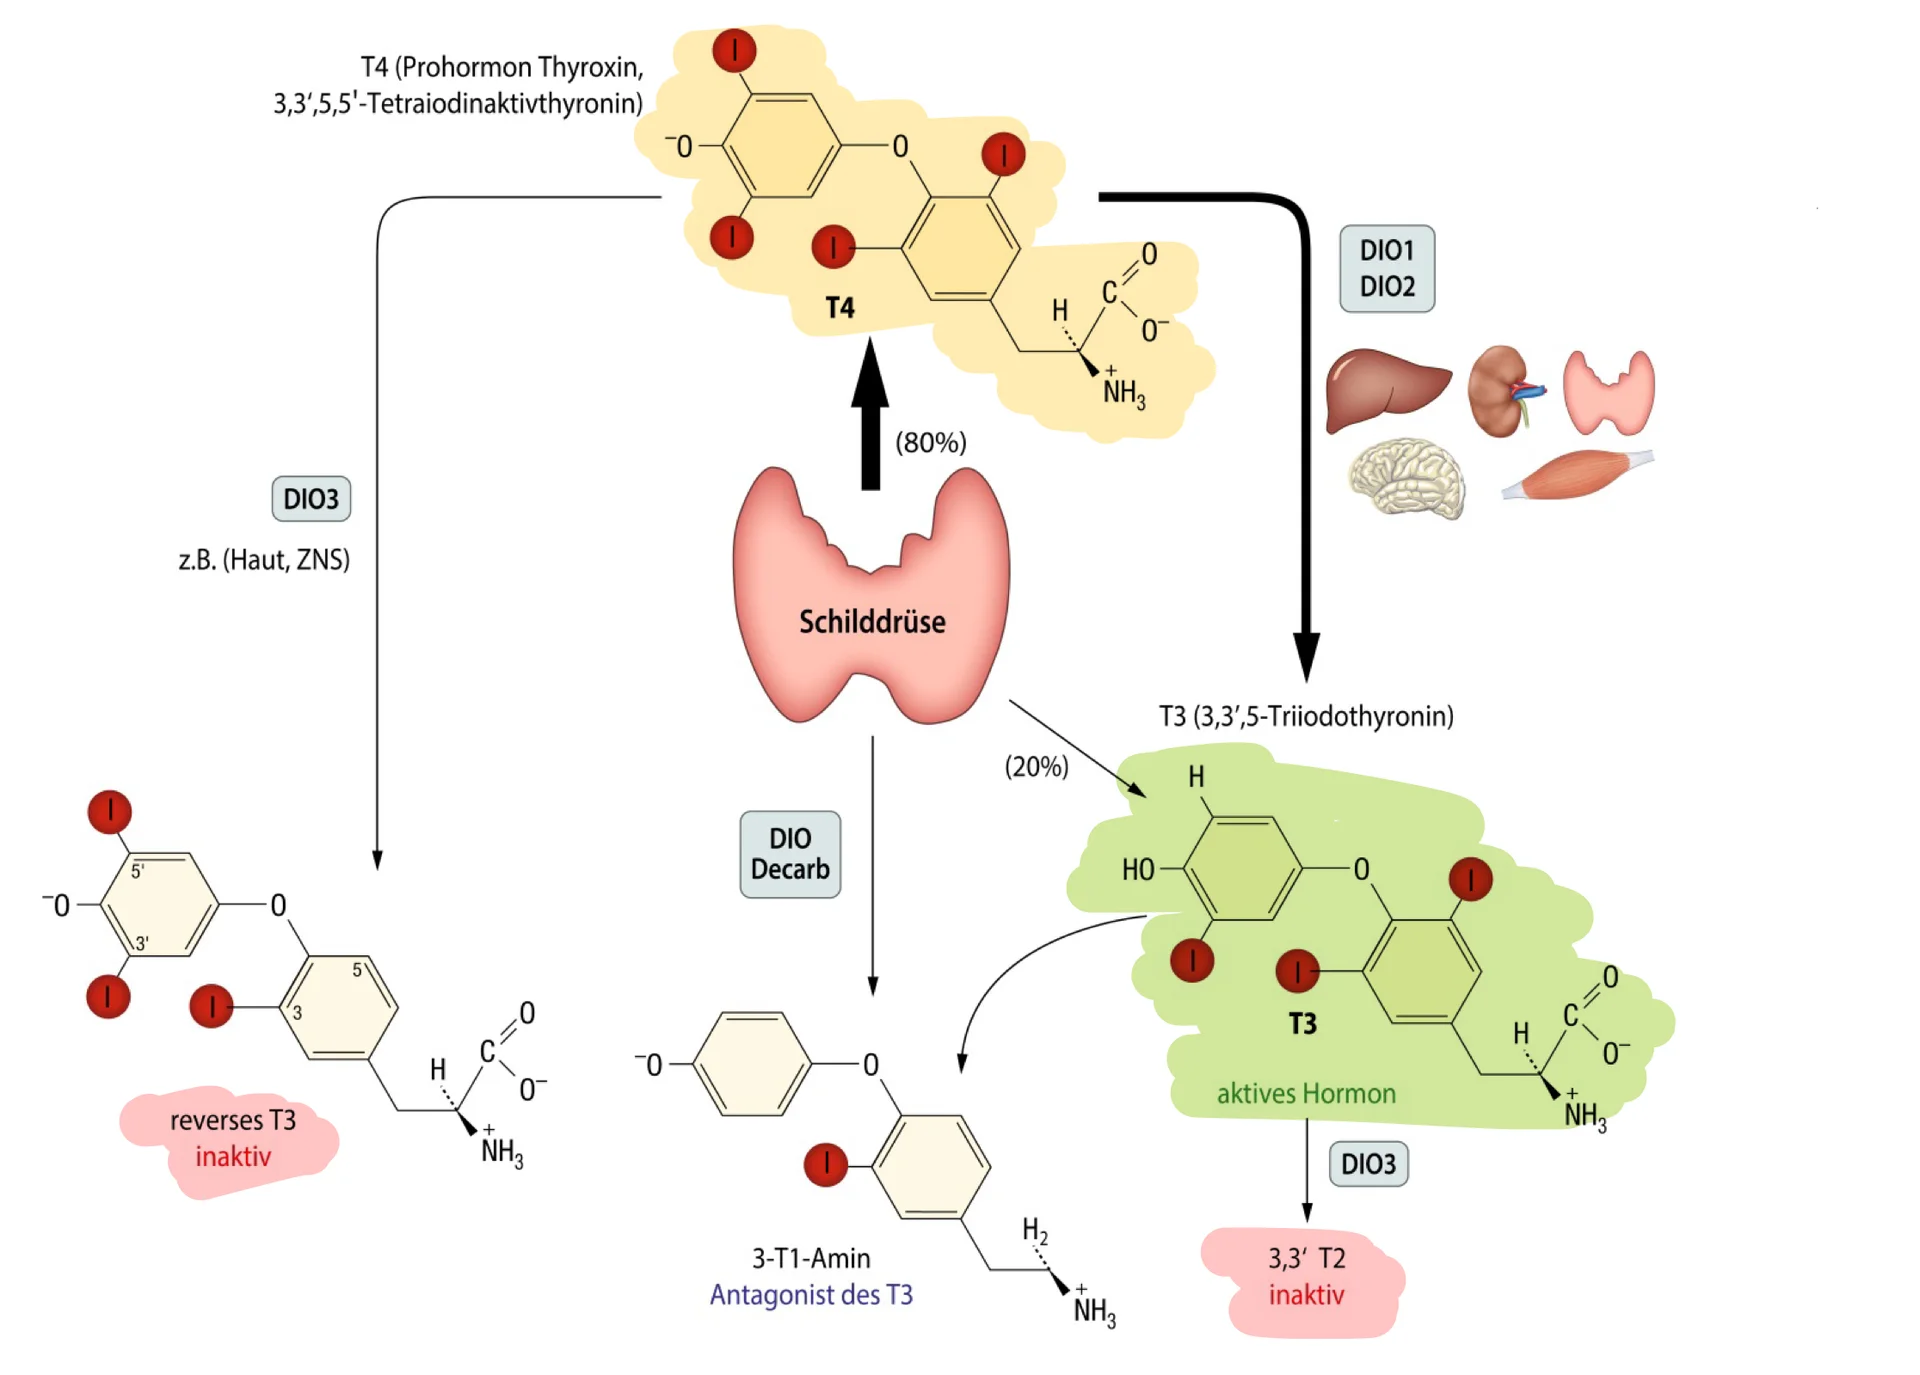 T4 (Prohormon Thyroxin,
3,3‘,5,5'-Tetraiodinaktivthyronin)
I
⁻O
O
I
I
I
T4
O
C
H
O⁻
+
NH₃
DIO1
DIO2
(80%)
DIO3
z.B. (Haut, ZNS)
Schilddrüse
T3 (3,3’,5-Triiodothyronin)
(20%)
H
HO
O
I
I
I
T3
O
C
H
O⁻
+
NH₃
aktives Hormon
DIO
Decarb
I
5'
⁻O
O
3'
5
I
I
3
O
C
H
O⁻
+
NH₃
reverses T3
inaktiv
⁻O
O
I
H₂
+
NH₃
3-T1-Amin
Antagonist des T3
DIO3
3,3‘ T2
inaktiv